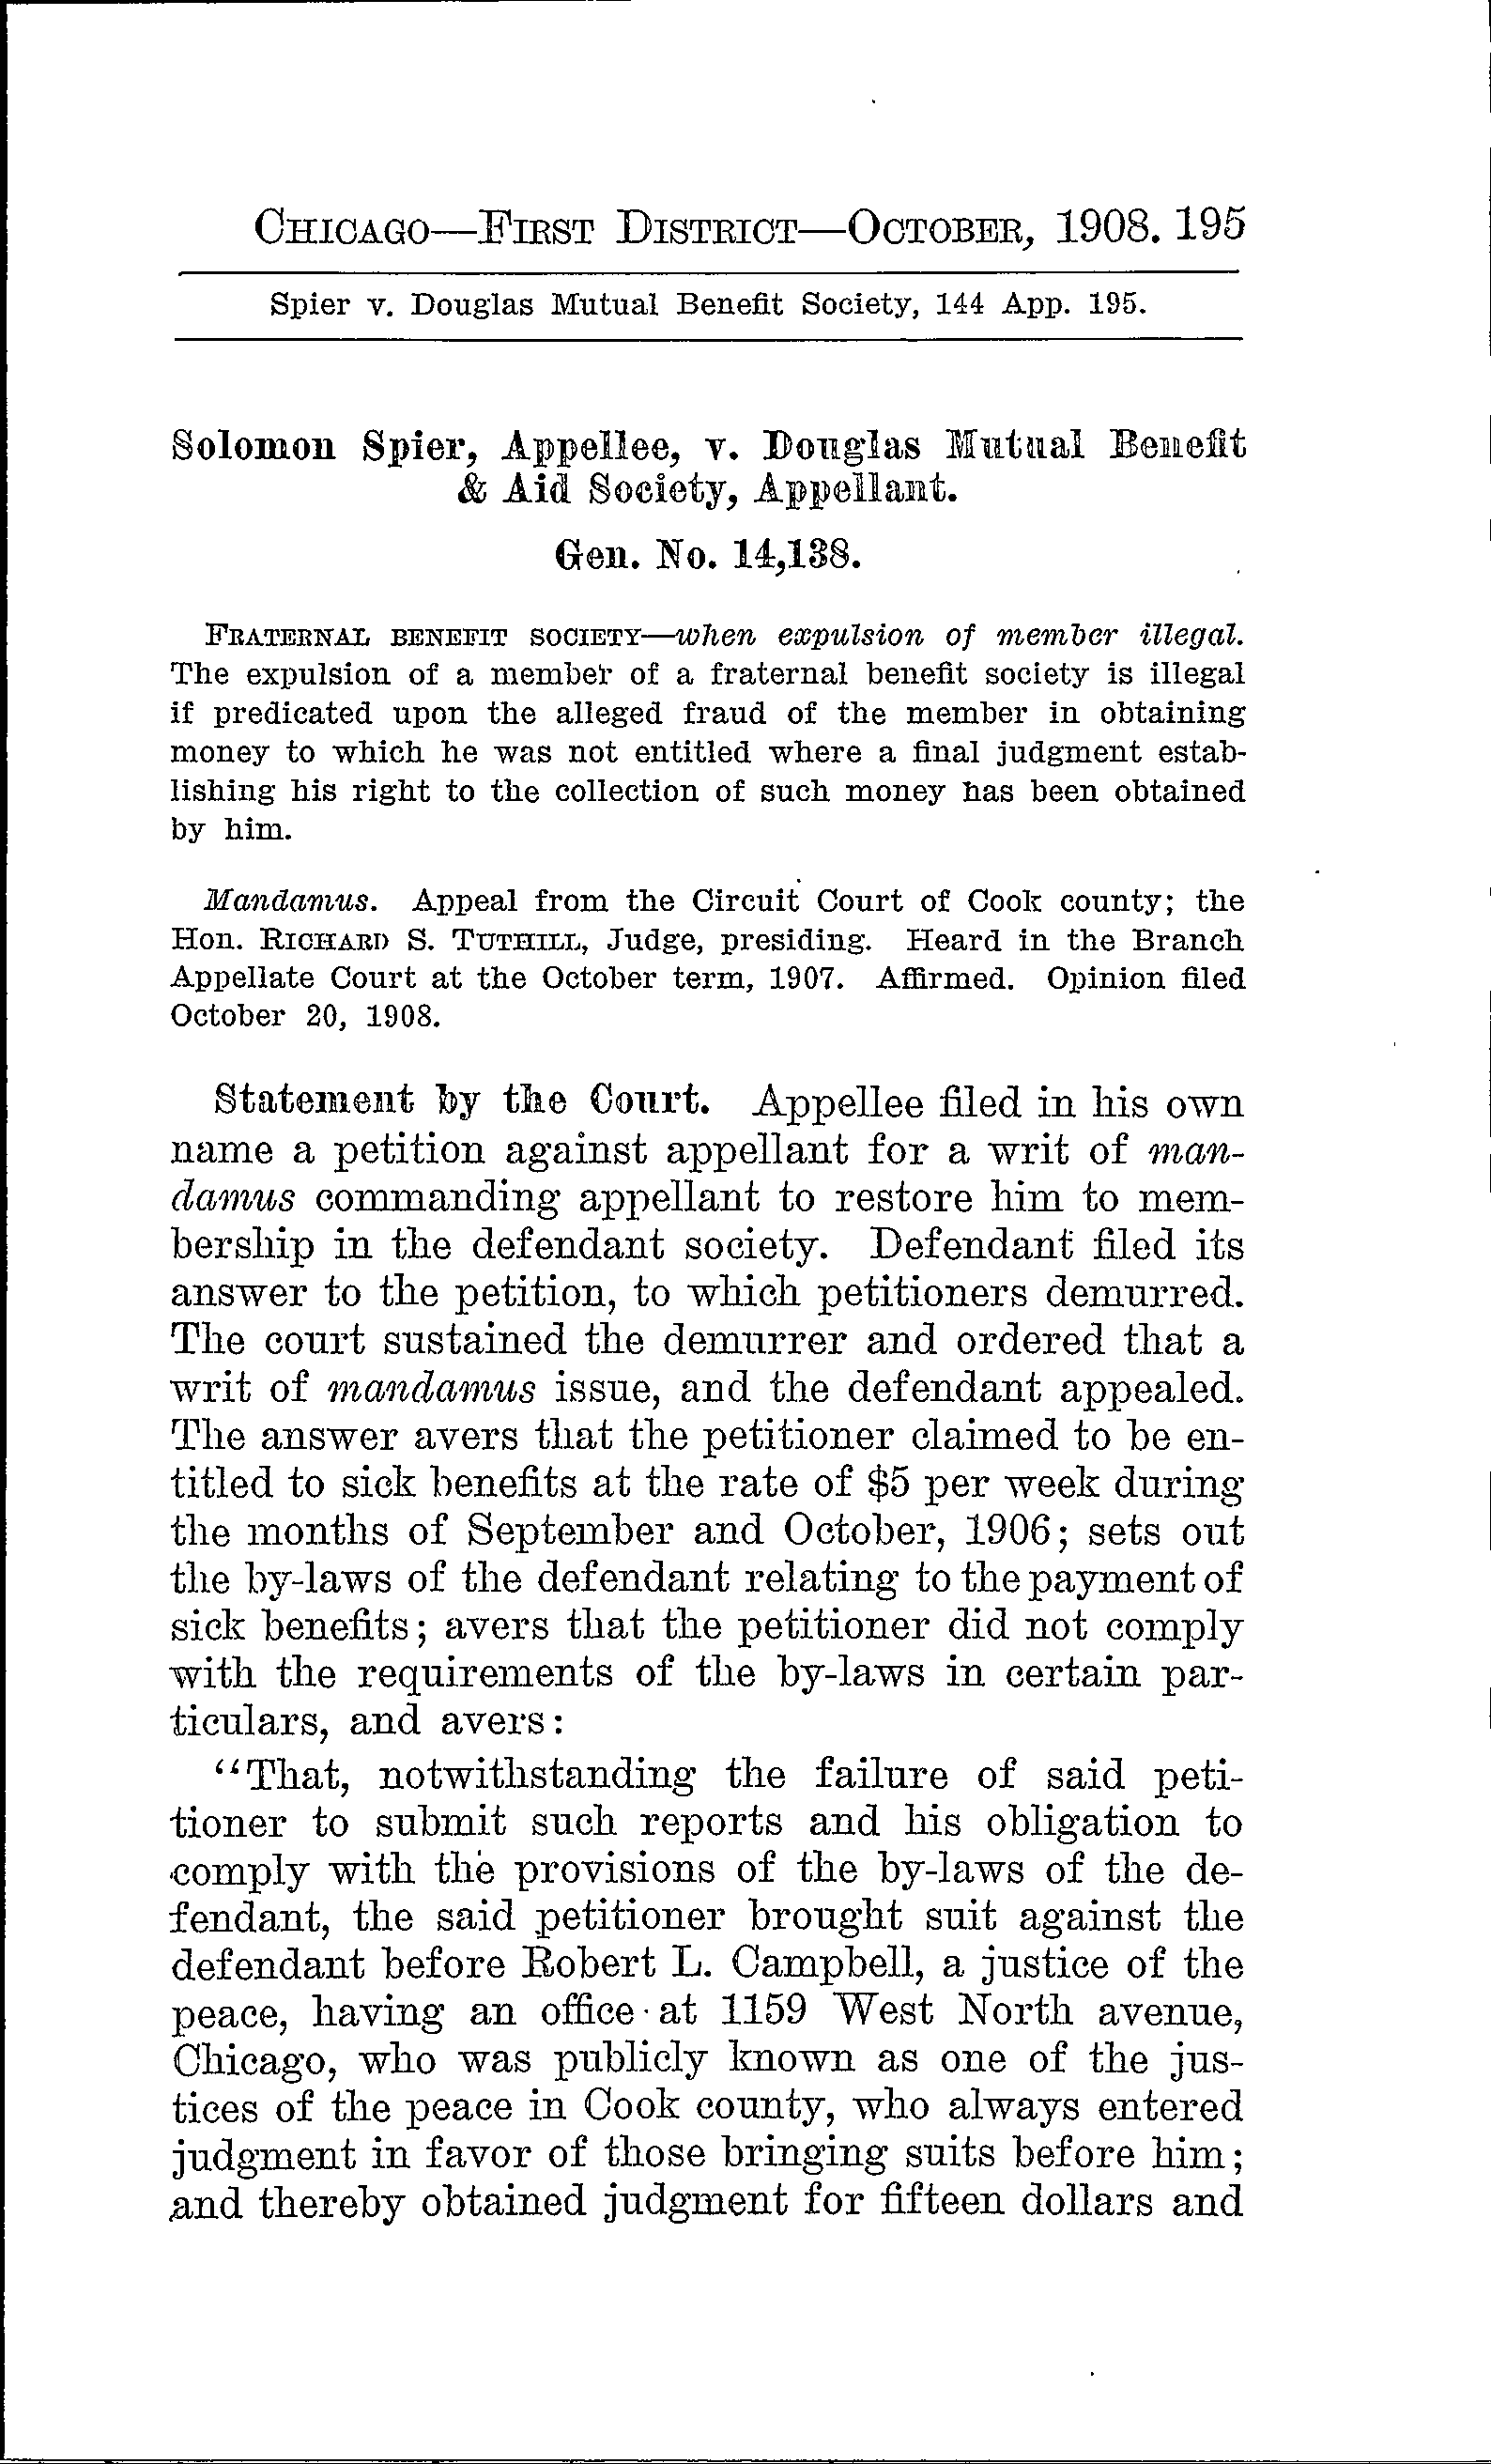 CHICAGO—FIRST DISTRICT—OCTOBER, 1908. 195
Spier v. Douglas Mutual Benefit Society, 144 App. 195.
Solomon Spier, Appellee, v. Douglas Mutual Benefit
& Aid Society, Appellant.
Gen. No. 14,138.
FRATERNAL BENEFIT SOCIETY—when expulsion of member illegal.
The expulsion of a member of a fraternal benefit society is illegal
if predicated upon the alleged fraud of the member in obtaining
money to which he was not entitled where a final judgment estab-
lishing his right to the collection of such money has been obtained
by him.
Mandamus. Appeal from the Circuit Court of Cook county; the
Hon. RICHARD S. TUTHILL, Judge, presiding. Heard in the Branch
Appellate Court at the October term, 1907. Affirmed. Opinion filed
October 20, 1908.
Statement by the Court. Appellee filed in his own
name a petition against appellant for a writ of man-
damus commanding appellant to restore him to mem-
bership in the defendant society. Defendant filed its
answer to the petition, to which petitioners demurred.
The court sustained the demurrer and ordered that a
writ of mandamus issue, and the defendant appealed.
The answer avers that the petitioner claimed to be en-
titled to sick benefits at the rate of $5 per week during
the months of September and October, 1906; sets out
the by-laws of the defendant relating to the payment of
sick benefits; avers that the petitioner did not comply
with the requirements of the by-laws in certain par-
ticulars, and avers:
"That, notwithstanding the failure of said peti-
tioner to submit such reports and his obligation to
comply with the provisions of the by-laws of the de-
fendant, the said petitioner brought suit against the
defendant before Robert L. Campbell, a justice of the
peace, having an office at 1159 West North avenue,
Chicago, who was publicly known as one of the jus-
tices of the peace in Cook county, who always entered
judgment in favor of those bringing suits before him;
and thereby obtained judgment for fifteen dollars and